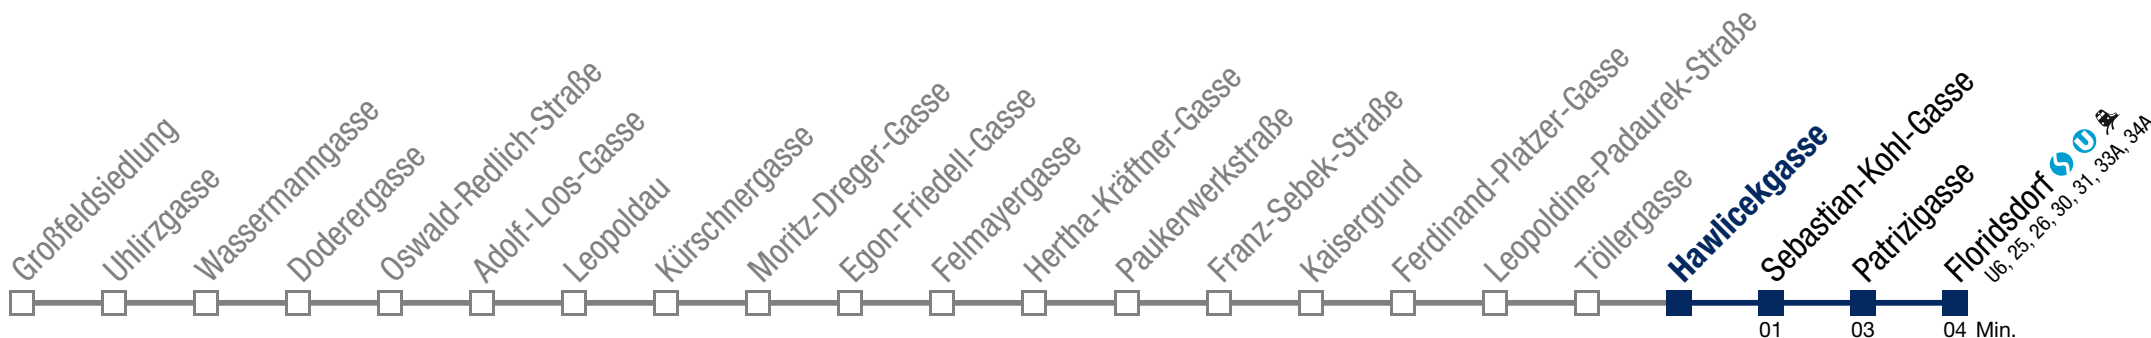 Großfeldsiedlung
Uhlirzgasse
Wassermanngasse
Doderergasse
Oswald-Redlich-Straße
Adolf-Loos-Gasse
Leopoldau
Kürschnergasse
Moritz-Dreger-Gasse
Egon-Friedell-Gasse
Felmayergasse
Hertha-Kräftner-Gasse
Paukerwerkstraße
Franz-Sebek-Straße
Kaisergrund
Ferdinand-Platzer-Gasse
Leopoldine-Padaurek-Straße
Töllergasse
Hawlicekgasse
Sebastian-Kohl-Gasse
Patrizigasse
Floridsdorf S U
U6, 25, 26, 30, 31, 33A, 34A
01 03 04 Min.